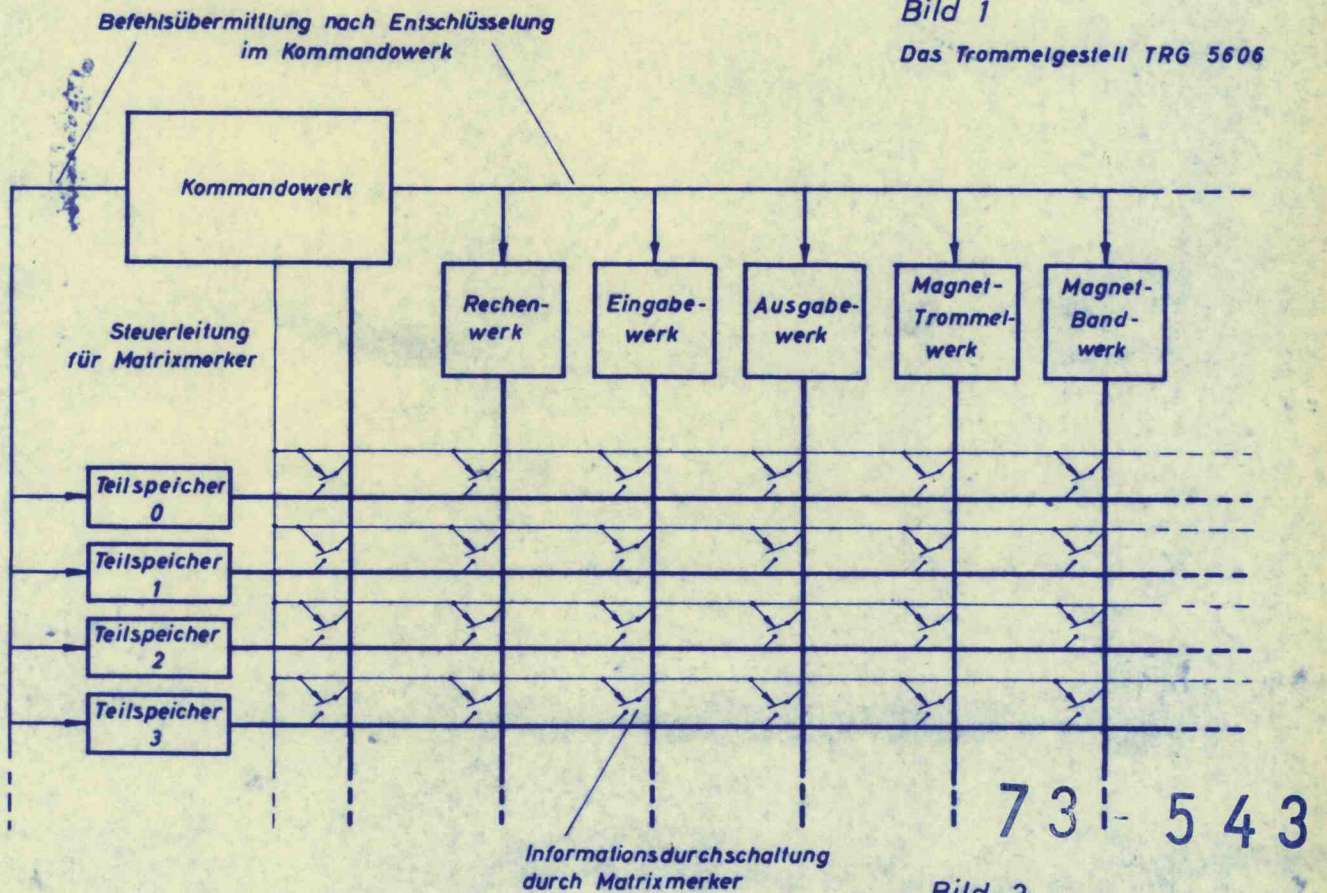 Befehlsübermittlung nach Entschlüsselung
im Kommandowerk
Bild 1
Das Trommelgestell TRG 5606
Kommandowerk
Rechen-
werk
Eingabe-
werk
Ausgabe-
werk
Magnet-
Trommel-
werk
Magnet-
Band-
werk
Steuerleitung
für Matrixmerker
Teilspeicher
0
Teilspeicher
1
Teilspeicher
2
Teilspeicher
3
73-543
Informationsdurchschaltung
durch Matrixmerker